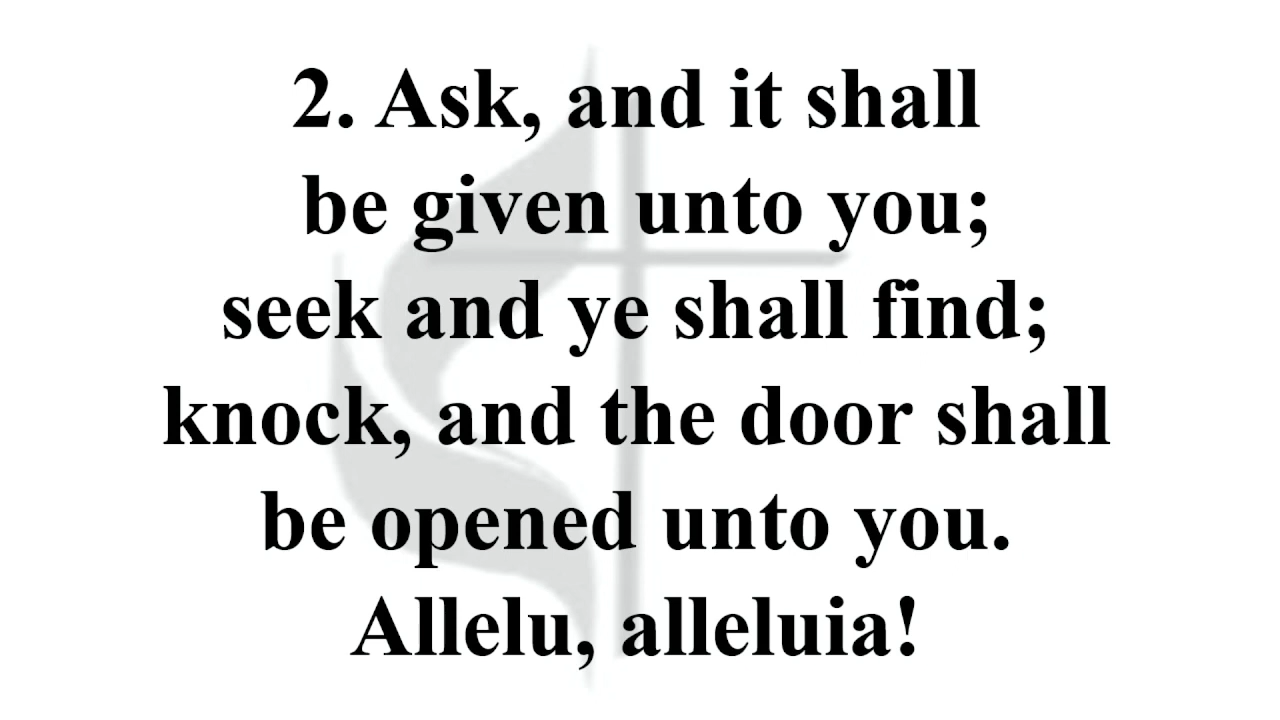 2. Ask, and it shall
be given unto you;
seek and ye shall find;
knock, and the door shall
be opened unto you.
Allelu, alleluia!